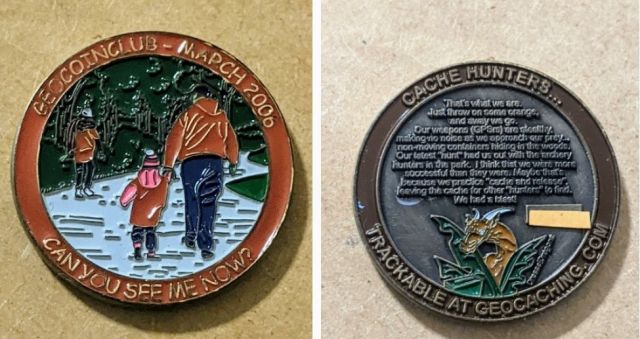 GEOCOINCLUB - MARCH 2006
CAN YOU SEE ME NOW?
CACHE HUNTERS...
That's what we are.
Just throw on some orange,
and away we go.
Our weapons (GPSrs) are stealthy,
making no noise as we approach our prey...
non-moving containers hiding in the woods.
Our latest "hunt" had us out with the archery
hunters in the park. I think that we were more
successful than they were. Maybe that's
because we practice "cache and release",
leaving the cache for other "hunters" to find.
We had a blast!
TRACKABLE AT GEOCACHING.COM